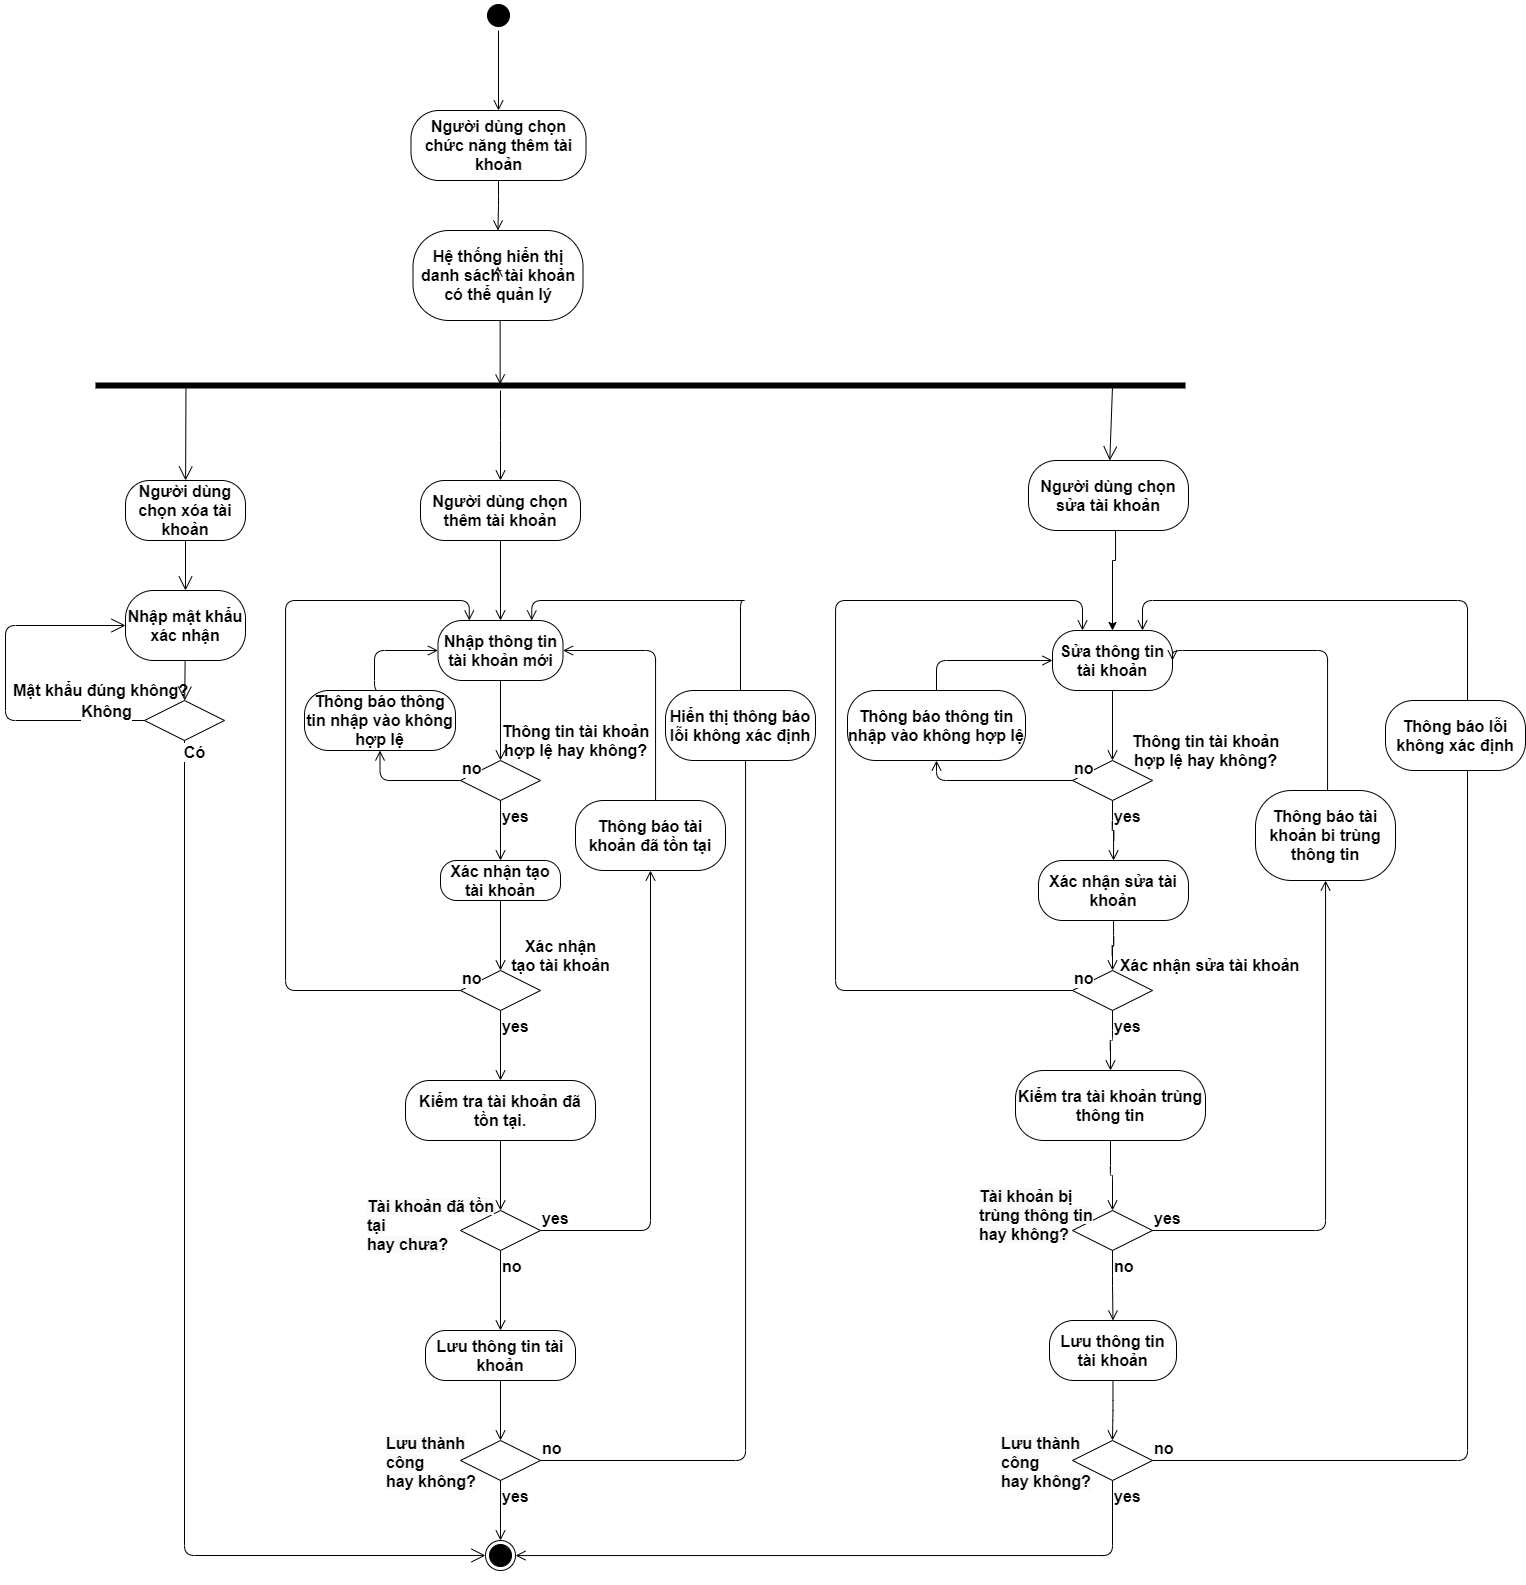 Người dùng chọn
chức năng thêm tài
khoản
Hệ thống hiển thị
danh sách tài khoản
có thể quản lý
Người dùng
chọn xóa tài
khoản
Nhập mật khẩu
xác nhận
Mật khẩu đúng không?
Không
Có
Người dùng chọn
thêm tài khoản
Nhập thông tin
tài khoản mới
Thông báo thông
tin nhập vào không
hợp lệ
Thông tin tài khoản
hợp lệ hay không?
no
yes
Hiển thị thông báo
lỗi không xác định
Thông báo tài
khoản đã tồn tại
Xác nhận tạo
tài khoản
Xác nhận
tạo tài khoản
no
yes
Kiểm tra tài khoản đã
tồn tại.
Tài khoản đã tồn
tại
hay chưa?
yes
no
Lưu thông tin tài
khoản
Lưu thành
công
hay không?
no
yes
Người dùng chọn
sửa tài khoản
Sửa thông tin
tài khoản
Thông báo thông tin
nhập vào không hợp lệ
Thông tin tài khoản
hợp lệ hay không?
no
yes
Thông báo lỗi
không xác định
Thông báo tài
khoản bi trùng
thông tin
Xác nhận sửa tài
khoản
Xác nhận sửa tài khoản
no
yes
Kiểm tra tài khoản trùng
thông tin
Tài khoản bị
trùng thông tin
hay không?
yes
no
Lưu thông tin
tài khoản
Lưu thành
công
hay không?
no
yes